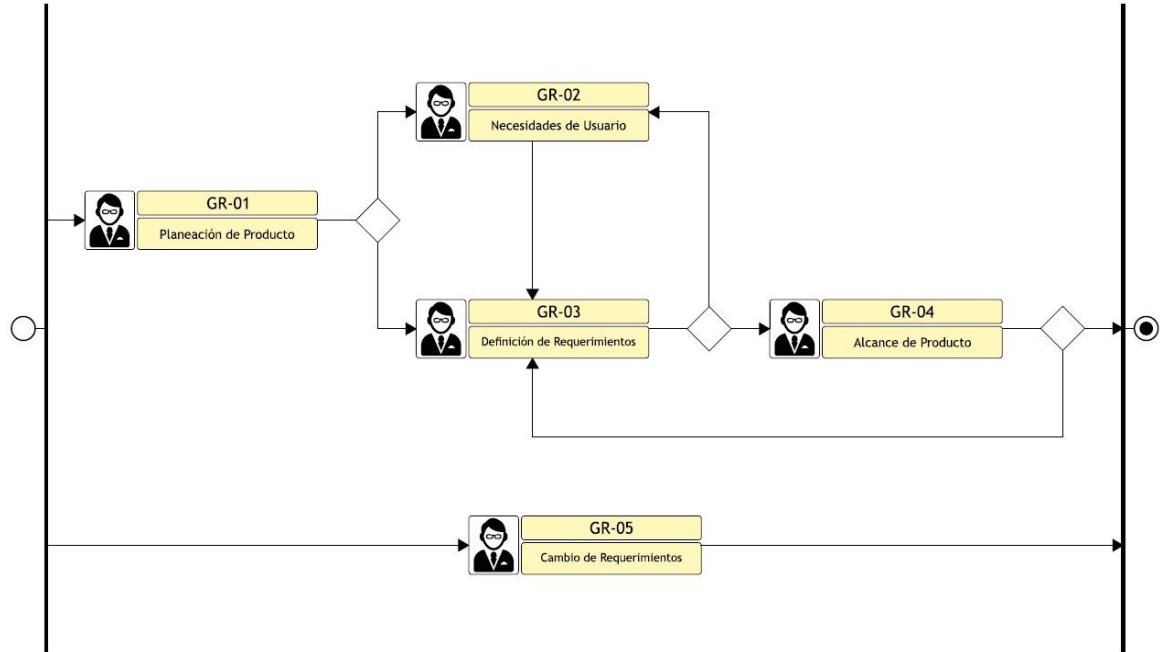 GR-02
Necesidades de Usuario
GR-01
Planeación de Producto
GR-03
Definición de Requerimientos
GR-04
Alcance de Producto
GR-05
Cambio de Requerimientos